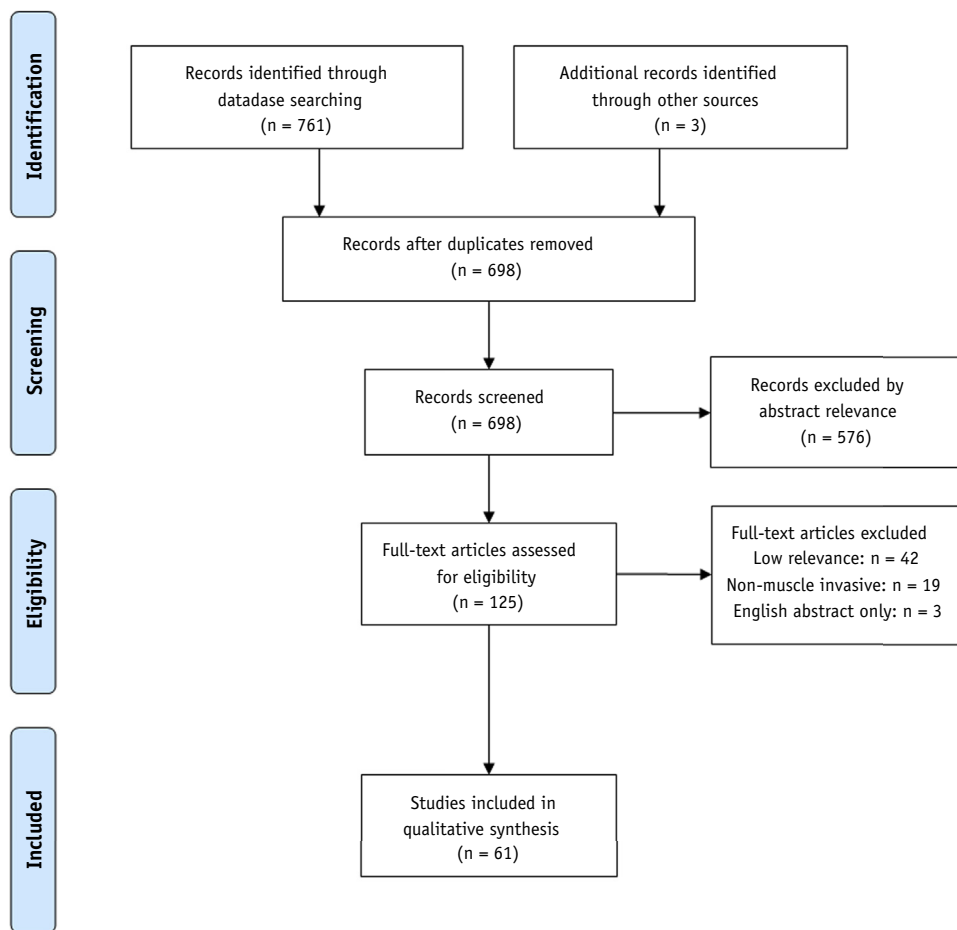 Identification
Records identified through
datadase searching
(n = 761)
Additional records identified
through other sources
(n = 3)
Records after duplicates removed
(n = 698)
Screening
Records screened
(n = 698)
Records excluded by
abstract relevance
(n = 576)
Eligibility
Full-text articles assessed
for eligibility
(n = 125)
Full-text articles excluded
Low relevance: n = 42
Non-muscle invasive: n = 19
English abstract only: n = 3
Included
Studies included in
qualitative synthesis
(n = 61)